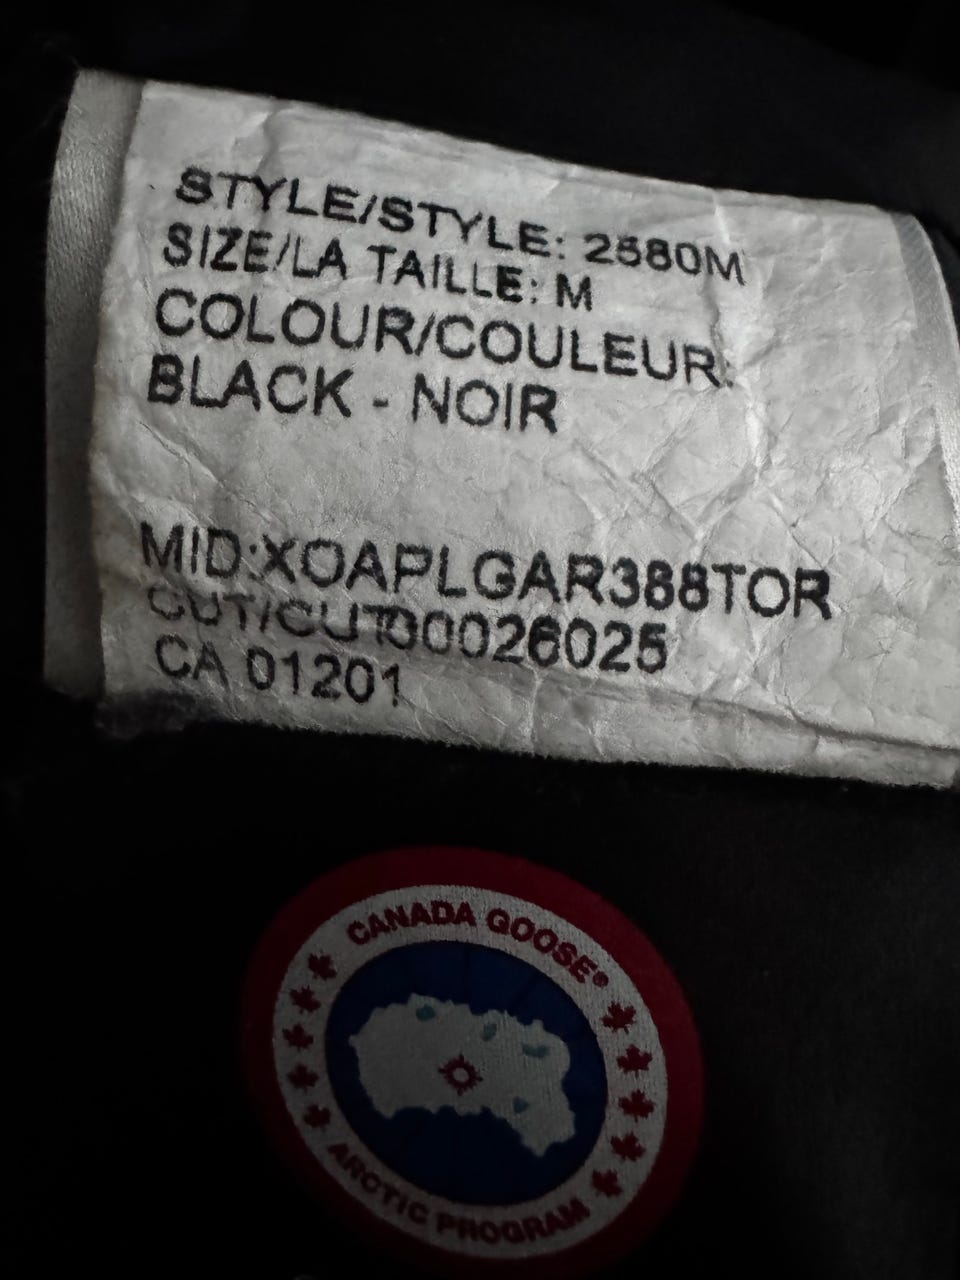 STYLE/STYLE: 2580M
SIZE/LA TAILLE: M
COLOUR/COULEUR:
BLACK - NOIR
MID:XOAPLGAR388TOR
CUT/CUT00026025
CA 01201
CANADA GOOSE®
ARCTIC PROGRAM